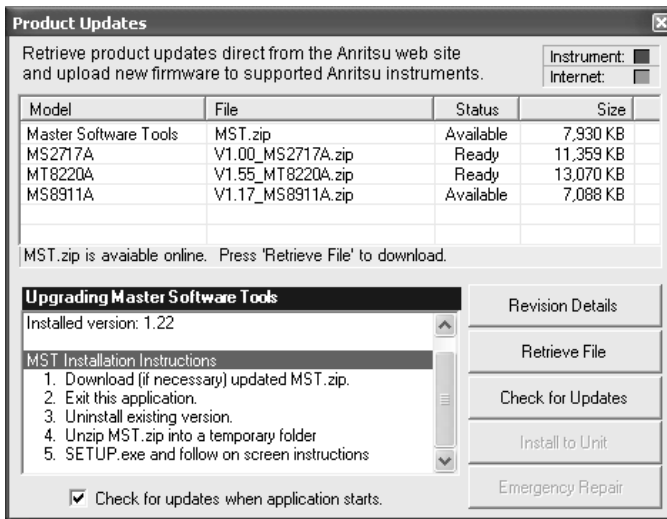 Product Updates
Retrieve product updates direct from the Anritsu web site
and upload new firmware to supported Anritsu instruments.
Instrument:
Internet:
Model File Status Size
Master Software Tools MST.zip Available 7,930 KB
MS2717A V1.00_MS2717A.zip Ready 11,359 KB
MT8220A V1.55_MT8220A.zip Ready 13,070 KB
MS8911A V1.17_MS8911A.zip Available 7,088 KB
MST.zip is avaiable online. Press 'Retrieve File' to download.
Upgrading Master Software Tools
Installed version: 1.22
MST Installation Instructions
1. Download (if necessary) updated MST.zip.
2. Exit this application.
3. Uninstall existing version.
4. Unzip MST.zip into a temporary folder
5. SETUP.exe and follow on screen instructions
Check for updates when application starts.
Revision Details
Retrieve File
Check for Updates
Install to Unit
Emergency Repair